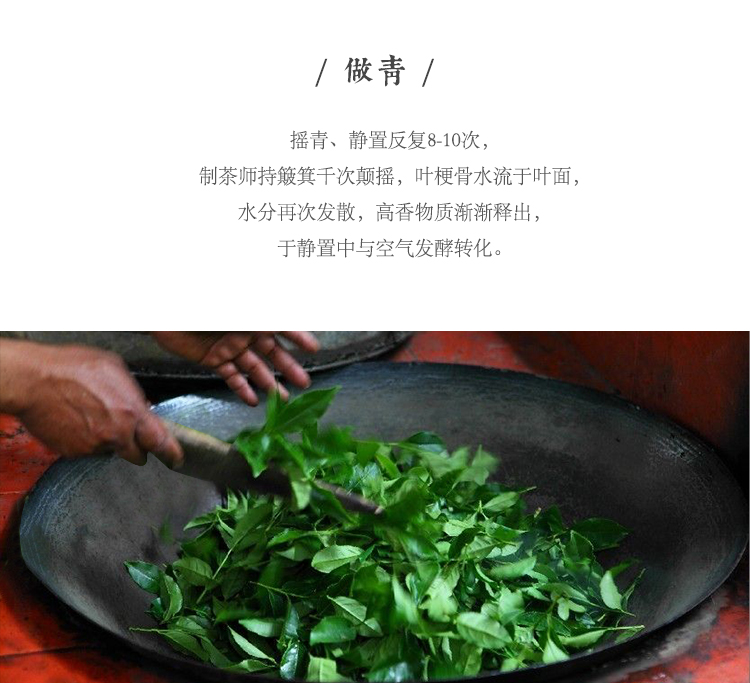 / 做青 /
摇青、静置反复8-10次，
制茶师持簸箕千次颠摇，叶梗骨水流于叶面，
水分再次发散，高香物质渐渐释出，
于静置中与空气发酵转化。